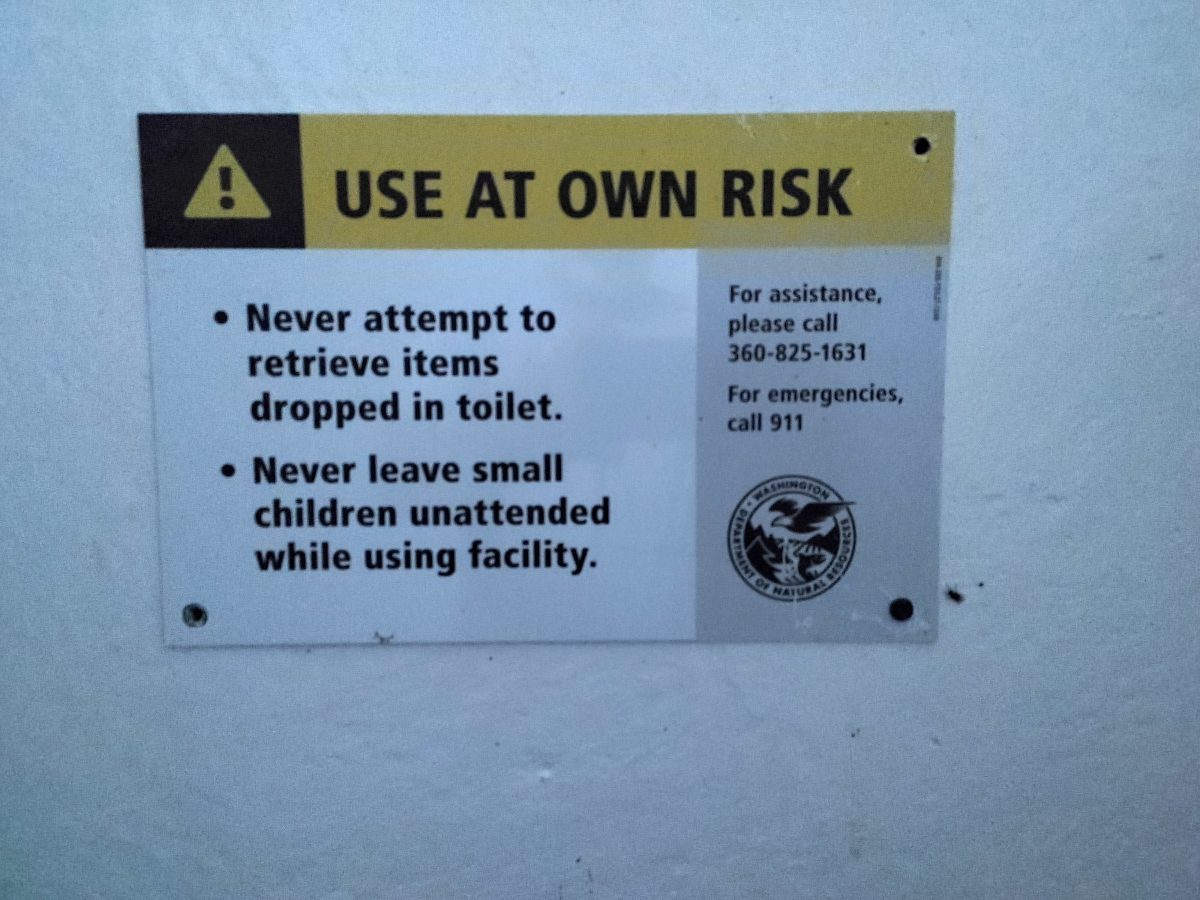 USE AT OWN RISK
• Never attempt to
retrieve items
dropped in toilet.
• Never leave small
children unattended
while using facility.
For assistance,
please call
360-825-1631
For emergencies,
call 911
WASHINGTON
DEPARTMENT OF NATURAL RESOURCES